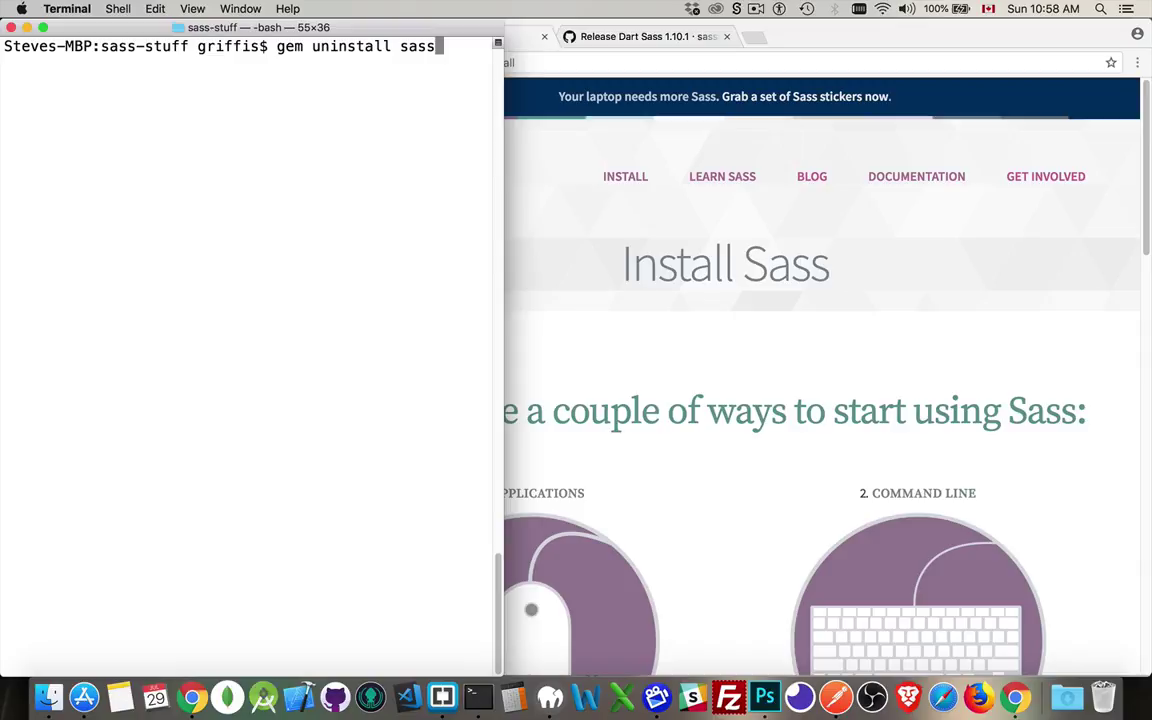 Terminal Shell Edit View Window Help 100% Sun 10:58 AM
sass-stuff — -bash — 55×36
Steves-MBP:sass-stuff griffis$ gem uninstall sass
Release Dart Sass 1.10.1 · sass
all
Your laptop needs more Sass. Grab a set of Sass stickers now.
INSTALL LEARN SASS BLOG DOCUMENTATION GET INVOLVED
Install Sass
e a couple of ways to start using Sass:
PPLICATIONS
2. COMMAND LINE
JUL
29